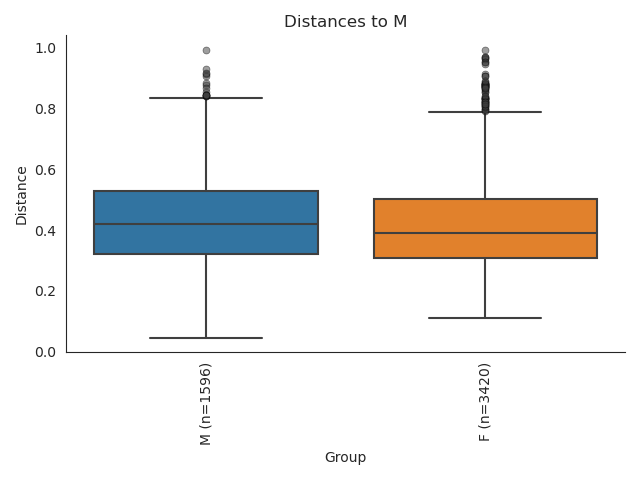 Distances to M
1.0
0.8
0.6
0.4
0.2
0.0
Distance
M (n=1596)
F (n=3420)
Group